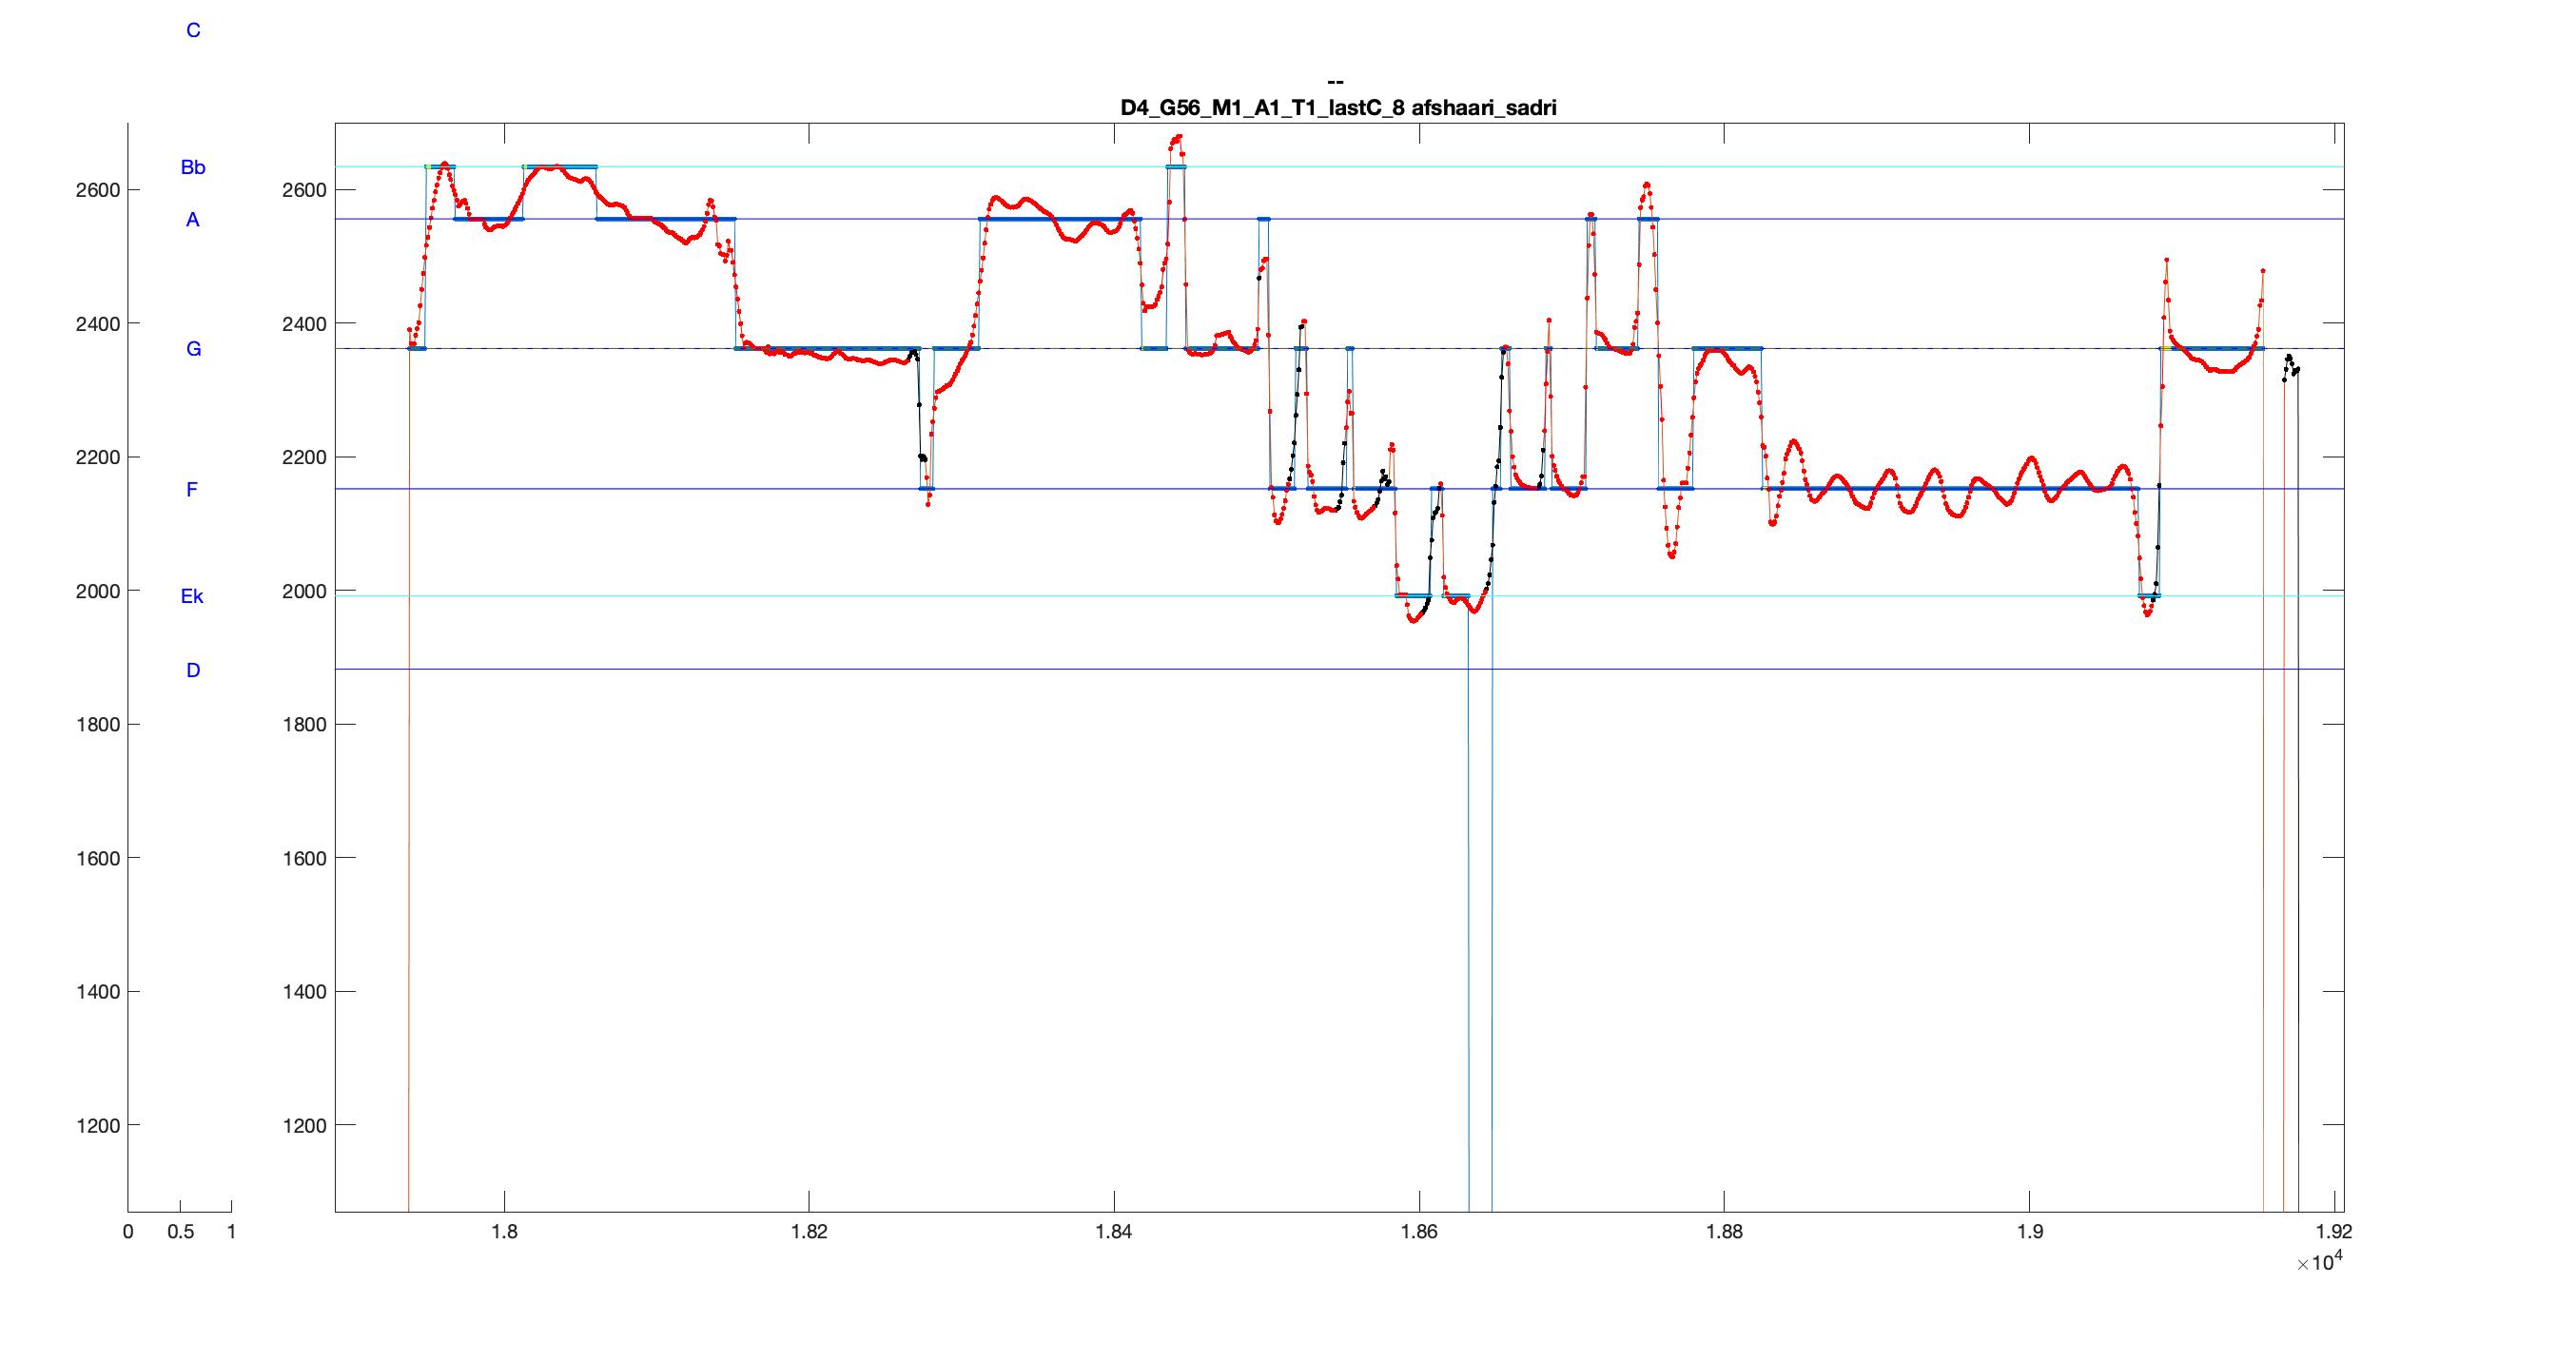 C
--
D4_G56_M1_A1_T1_lastC_8 afshaari_sadri
Bb
2600 2600
A
2400 2400
G
2200 2200
F
2000 Ek 2000
D
1800 1800
1600 1600
1400 1400
1200 1200
0 0.5 1 1.8 1.82 1.84 1.86 1.88 1.9 1.92
×10⁴